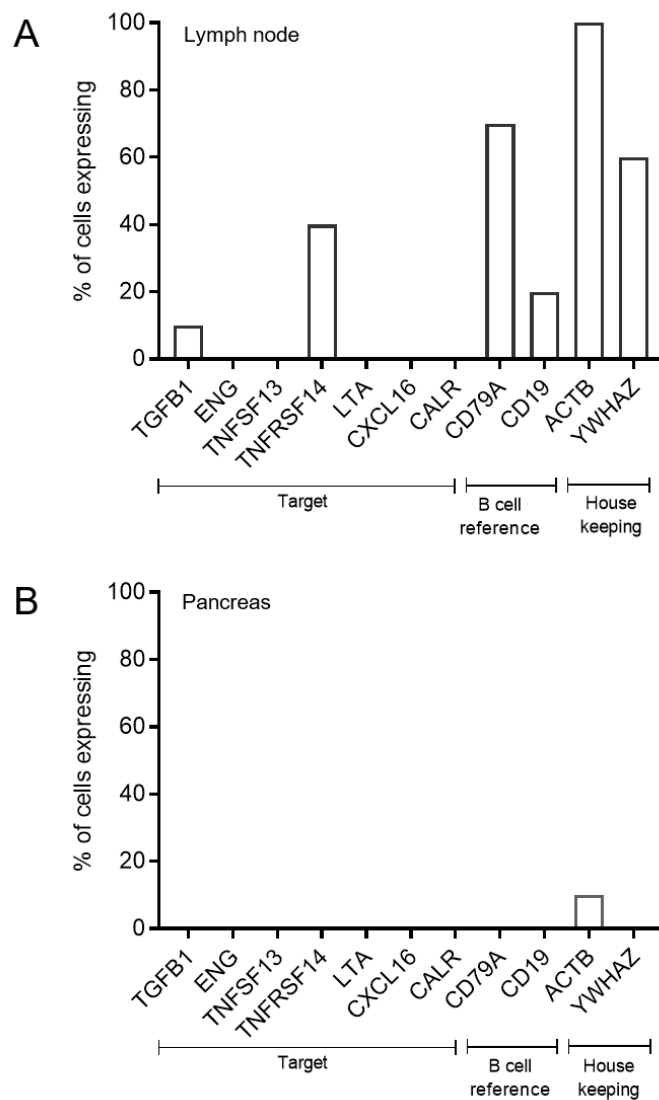 A
Lymph node
% of cells expressing
100
80
60
40
20
0
TGFB1
ENG
TNFSF13
TNFRSF14
LTA
CXCL16
CALR
CD79A
CD19
ACTB
YWHAZ
Target
B cell
reference
House
keeping
B
Pancreas
% of cells expressing
100
80
60
40
20
0
TGFB1
ENG
TNFSF13
TNFRSF14
LTA
CXCL16
CALR
CD79A
CD19
ACTB
YWHAZ
Target
B cell
reference
House
keeping